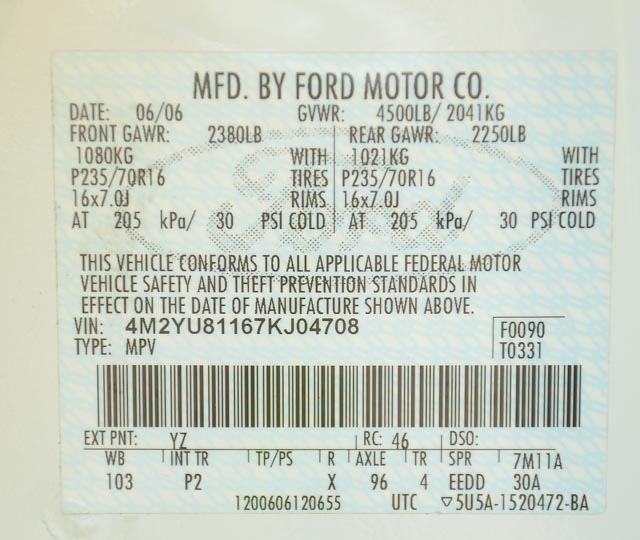 MFD. BY FORD MOTOR CO.
DATE: 06/06 GVWR: 4500LB/ 2041KG
FRONT GAWR: 2380LB REAR GAWR: 2250LB
1080KG WITH 1021KG WITH
P235/70R16 TIRES P235/70R16 TIRES
16x7.0J RIMS 16x7.0J RIMS
AT 205 kPa/ 30 PSI COLD AT 205 kPa/ 30 PSI COLD
THIS VEHICLE CONFORMS TO ALL APPLICABLE FEDERAL MOTOR
VEHICLE SAFETY AND THEFT PREVENTION STANDARDS IN
EFFECT ON THE DATE OF MANUFACTURE SHOWN ABOVE.
VIN: 4M2YU81167KJ04708 F0090
TYPE: MPV T0331
EXT PNT: YZ RC: 46 DSO:
WB INT TR TP/PS R AXLE TR SPR 7M11A
103 P2 X 96 4 EEDD 30A
1200606120655 UTC ▽5U5A-1520472-BA